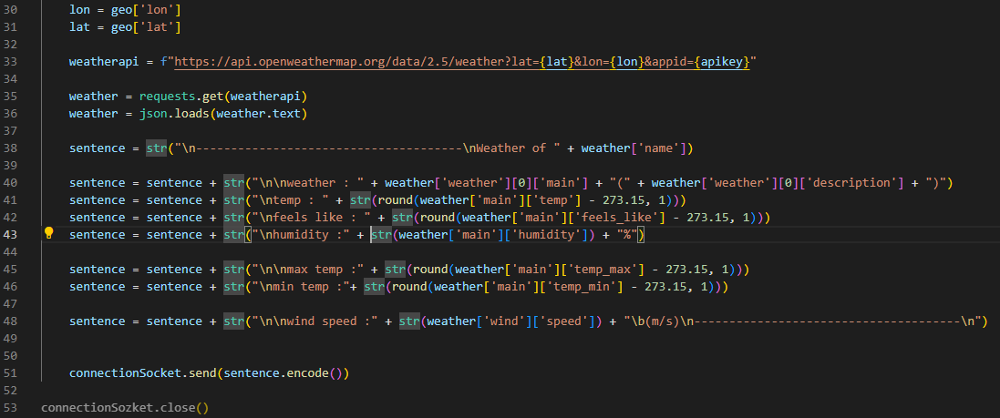 30 lon = geo['lon']
31 lat = geo['lat']
32
33 weatherapi = f"https://api.openweathermap.org/data/2.5/weather?lat={lat}&lon={lon}&appid={apikey}"
34
35 weather = requests.get(weatherapi)
36 weather = json.loads(weather.text)
37
38 sentence = str("\n--------------------------------------\nWeather of " + weather['name'])
39
40 sentence = sentence + str("\n\nweather : " + weather['weather'][0]['main'] + "(" + weather['weather'][0]['description'] + ")")
41 sentence = sentence + str("\ntemp : " + str(round(weather['main']['temp'] - 273.15, 1)))
42 sentence = sentence + str("\nfeels like : " + str(round(weather['main']['feels_like'] - 273.15, 1)))
43 sentence = sentence + str("\nhumidity :" + str(weather['main']['humidity']) + "%")
44
45 sentence = sentence + str("\n\nmax temp :" + str(round(weather['main']['temp_max'] - 273.15, 1)))
46 sentence = sentence + str("\nmin temp :"+ str(round(weather['main']['temp_min'] - 273.15, 1)))
47
48 sentence = sentence + str("\n\nwind speed :" + str(weather['wind']['speed']) + "\b(m/s)\n--------------------------------------\n")
49
50
51 connectionSocket.send(sentence.encode())
52
53 connectionSozket.close()